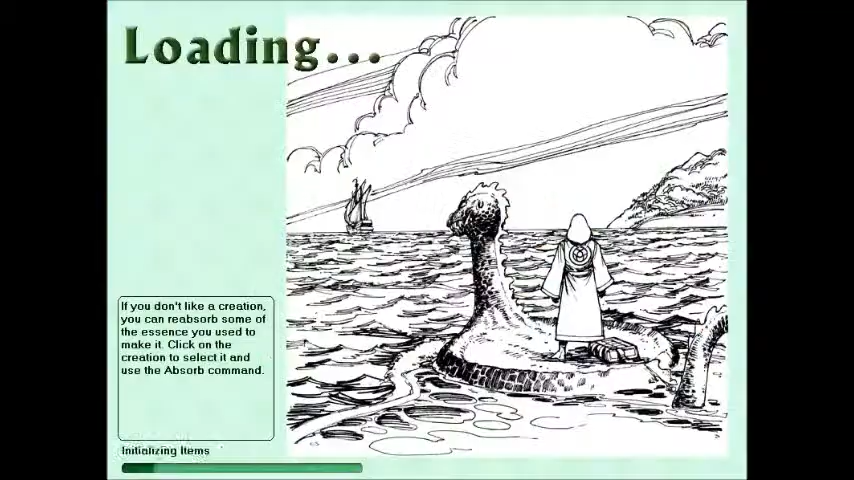 Loading...
If you don't like a creation,
you can reabsorb some of
the essence you used to
make it. Click on the
creation to select it and
use the Absorb command.
Initializing Items